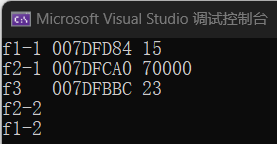 Microsoft Visual Studio 调试控制台
f1-1 007DFD84 15
f2-1 007DFCA0 70000
f3   007DFBBC 23
f2-2
f1-2